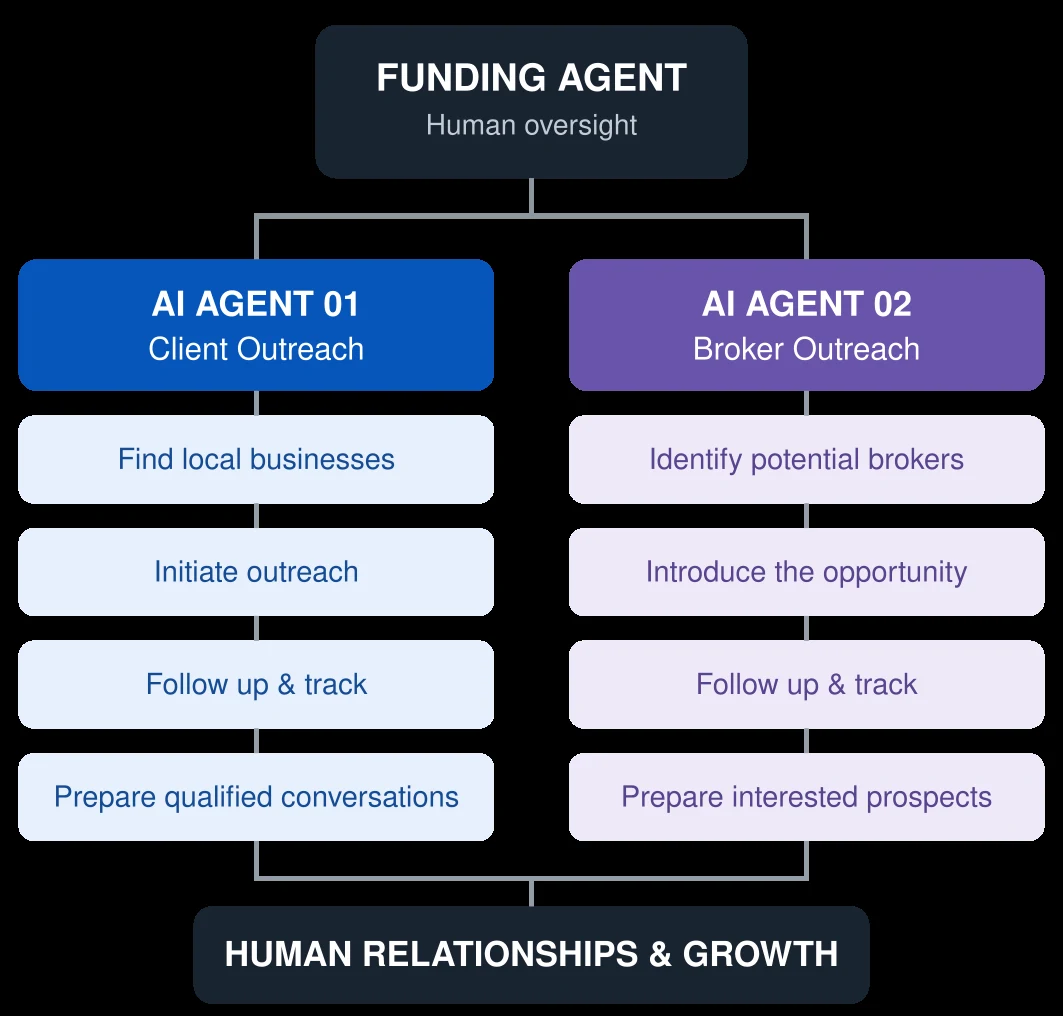 FUNDING AGENT
Human oversight
AI AGENT 01
Client Outreach
Find local businesses
Initiate outreach
Follow up & track
Prepare qualified conversations
AI AGENT 02
Broker Outreach
Identify potential brokers
Introduce the opportunity
Follow up & track
Prepare interested prospects
HUMAN RELATIONSHIPS & GROWTH